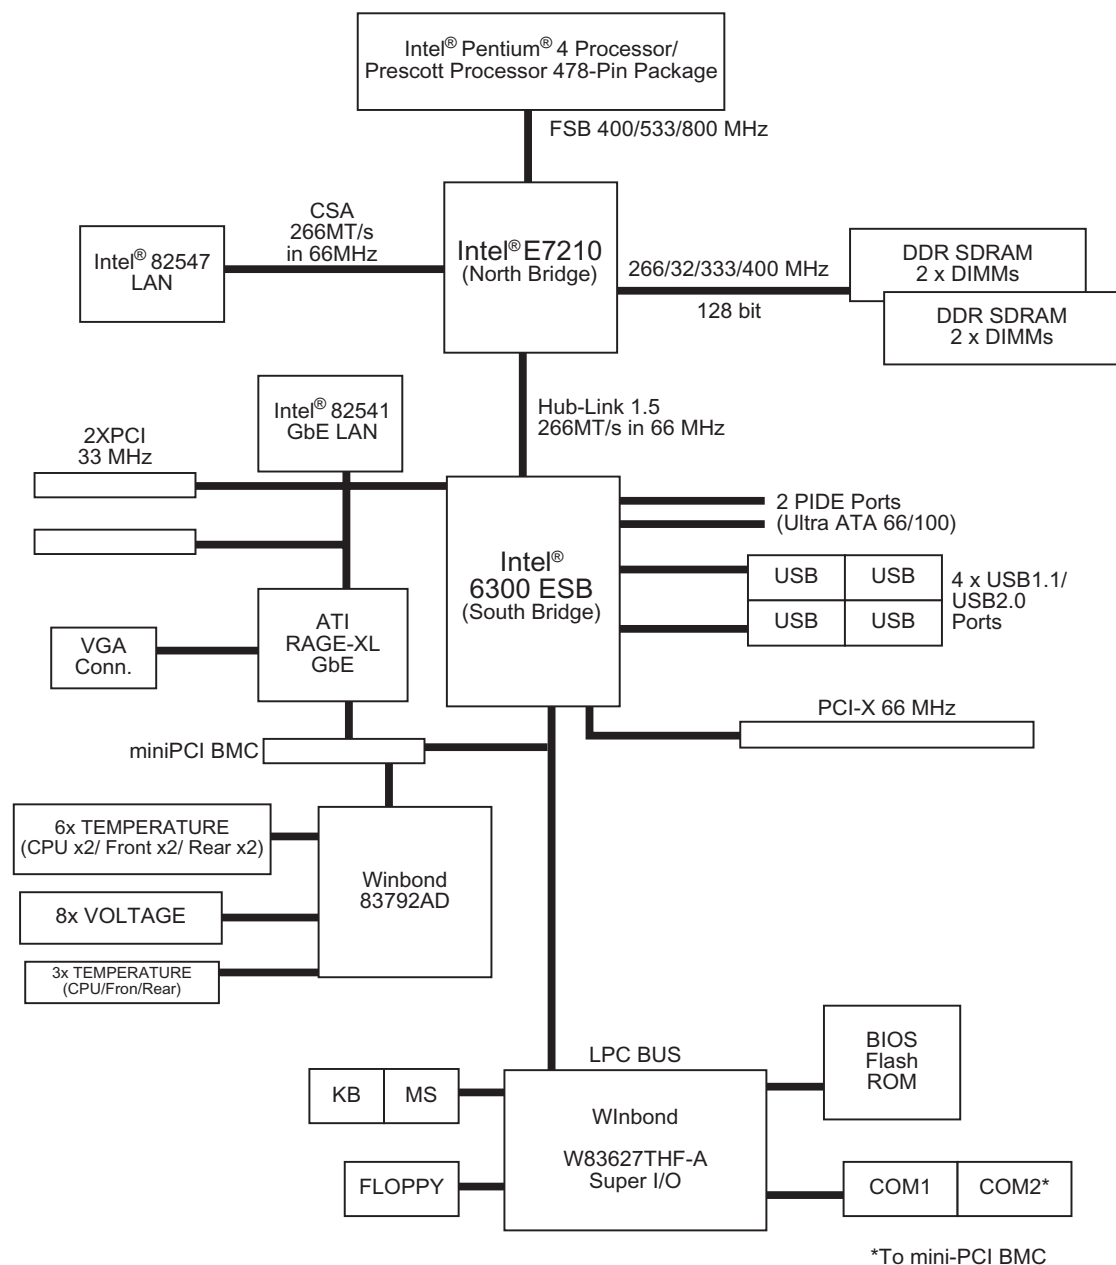 Intel® Pentium® 4 Processor/
Prescott Processor 478-Pin Package
FSB 400/533/800 MHz
CSA
266MT/s
in 66MHz
Intel® 82547
LAN
Intel® E7210
(North Bridge)
266/32/333/400 MHz
128 bit
DDR SDRAM
2 x DIMMs
DDR SDRAM
2 x DIMMs
Hub-Link 1.5
266MT/s in 66 MHz
Intel® 82541
GbE LAN
2XPCI
33 MHz
Intel®
6300 ESB
(South Bridge)
2 PIDE Ports
(Ultra ATA 66/100)
USB
USB
USB
USB
4 x USB1.1/
USB2.0
Ports
ATI
RAGE-XL
GbE
VGA
Conn.
PCI-X 66 MHz
miniPCI BMC
6x TEMPERATURE
(CPU x2/ Front x2/ Rear x2)
Winbond
83792AD
8x VOLTAGE
3x TEMPERATURE
(CPU/Fron/Rear)
LPC BUS
BIOS
Flash
ROM
KB
MS
WInbond
W83627THF-A
Super I/O
FLOPPY
COM1
COM2*
*To mini-PCI BMC